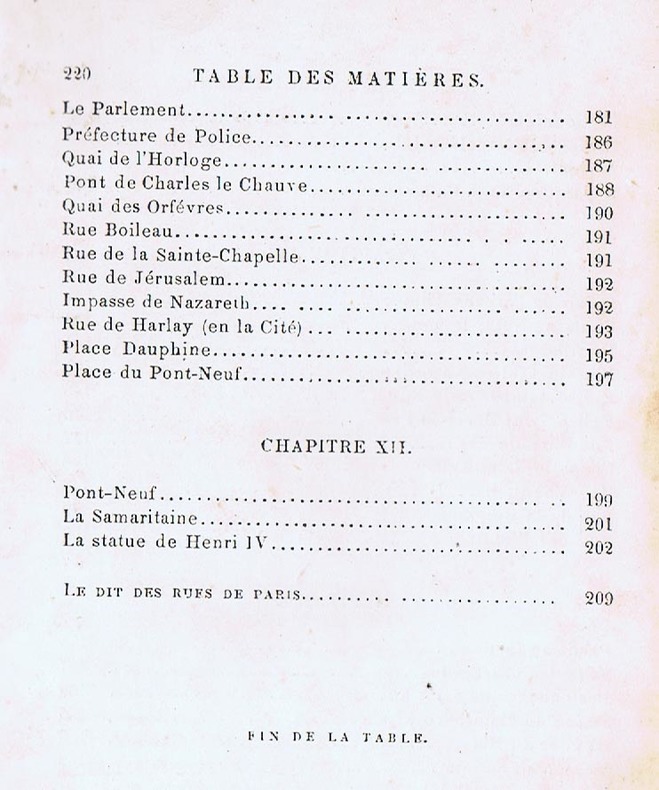 220 TABLE DES MATIÈRES.
Le Parlement........................................ 181
Préfecture de Police................................ 186
Quai de l'Horloge................................... 187
Pont de Charles le Chauve........................... 188
Quai des Orfévres................................... 190
Rue Boileau......................................... 191
Rue de la Sainte-Chapelle........................... 191
Rue de Jérusalem.................................... 192
Impasse de Nazareth................................. 192
Rue de Harlay (en la Cité).......................... 193
Place Dauphine...................................... 195
Place du Pont-Neuf.................................. 197
CHAPITRE XII.
Pont-Neuf........................................... 199
La Samaritaine...................................... 201
La statue de Henri IV............................... 202
LE DIT DES RUES DE PARIS............................ 209
FIN DE LA TABLE.